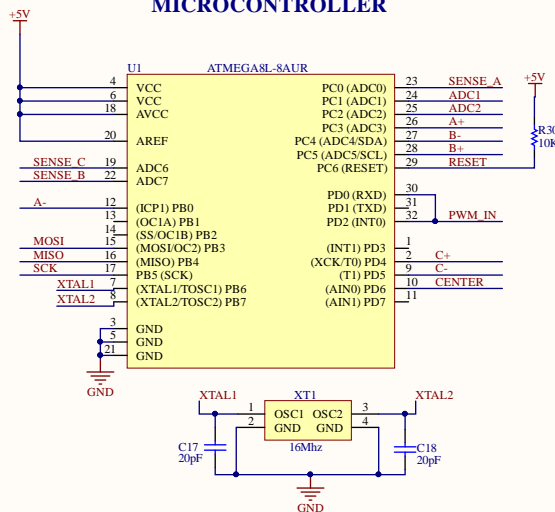 MICROCONTROLLER
+5V
U1 ATMEGA8L-8AUR
4 VCC PC0 (ADC0) 23 SENSE_A +5V
6 VCC PC1 (ADC1) 24 ADC1
18 AVCC PC2 (ADC2) 25 ADC2
PC3 (ADC3) 26 A+
20 AREF PC4 (ADC4/SDA) 27 B- R30
PC5 (ADC5/SCL) 28 B+ 10K
SENSE_C 19 ADC6 PC6 (RESET) 29 RESET
SENSE_B 22 ADC7
PD0 (RXD) 30
A- 12 (ICP1) PB0 PD1 (TXD) 31
13 (OC1A) PB1 PD2 (INT0) 32 PWM_IN
14 (SS/OC1B) PB2
MOSI 15 (MOSI/OC2) PB3 (INT1) PD3 1
MISO 16 (MISO) PB4 (XCK/T0) PD4 2 C+
SCK 17 PB5 (SCK) (T1) PD5 9 C-
XTAL1 7 (XTAL1/TOSC1) PB6 (AIN0) PD6 10 CENTER
XTAL2 8 (XTAL2/TOSC2) PB7 (AIN1) PD7 11
3 GND
5 GND
21 GND
GND
XTAL1 XT1 XTAL2
1 OSC1 OSC2 3
2 GND GND 4
C17 16Mhz C18
20pF 20pF
GND